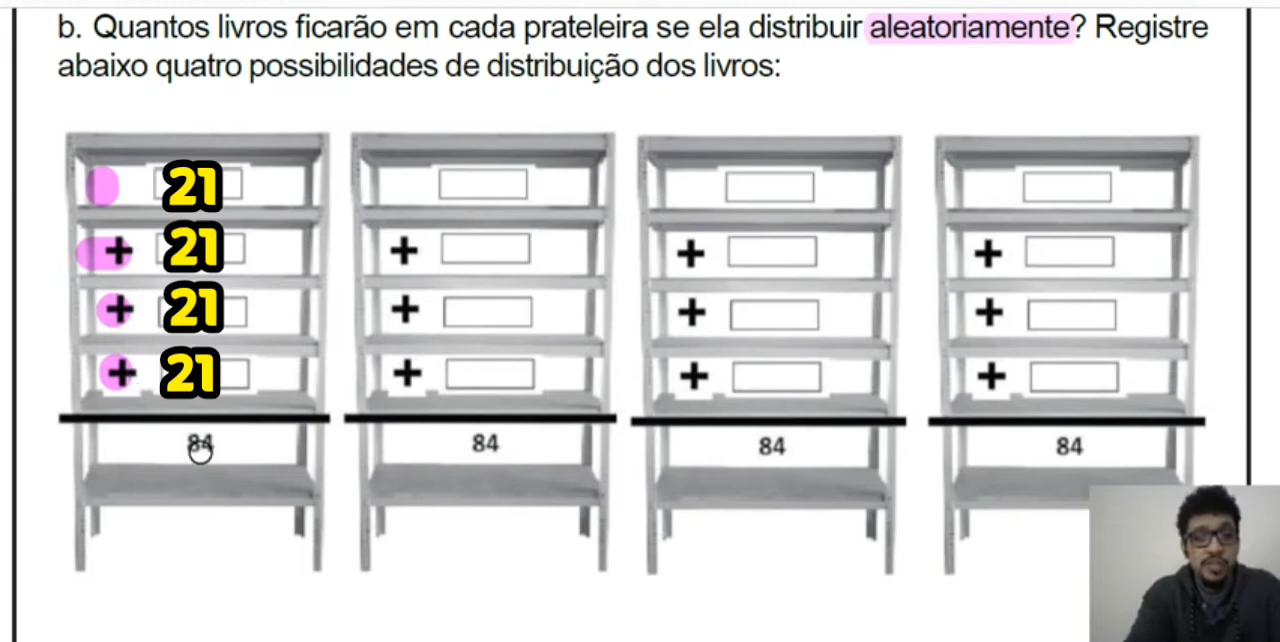 b. Quantos livros ficarão em cada prateleira se ela distribuir aleatoriamente? Registre
abaixo quatro possibilidades de distribuição dos livros:
21
+ 21 + + +
+ 21 + + +
+ 21 + + +
84 84 84 84